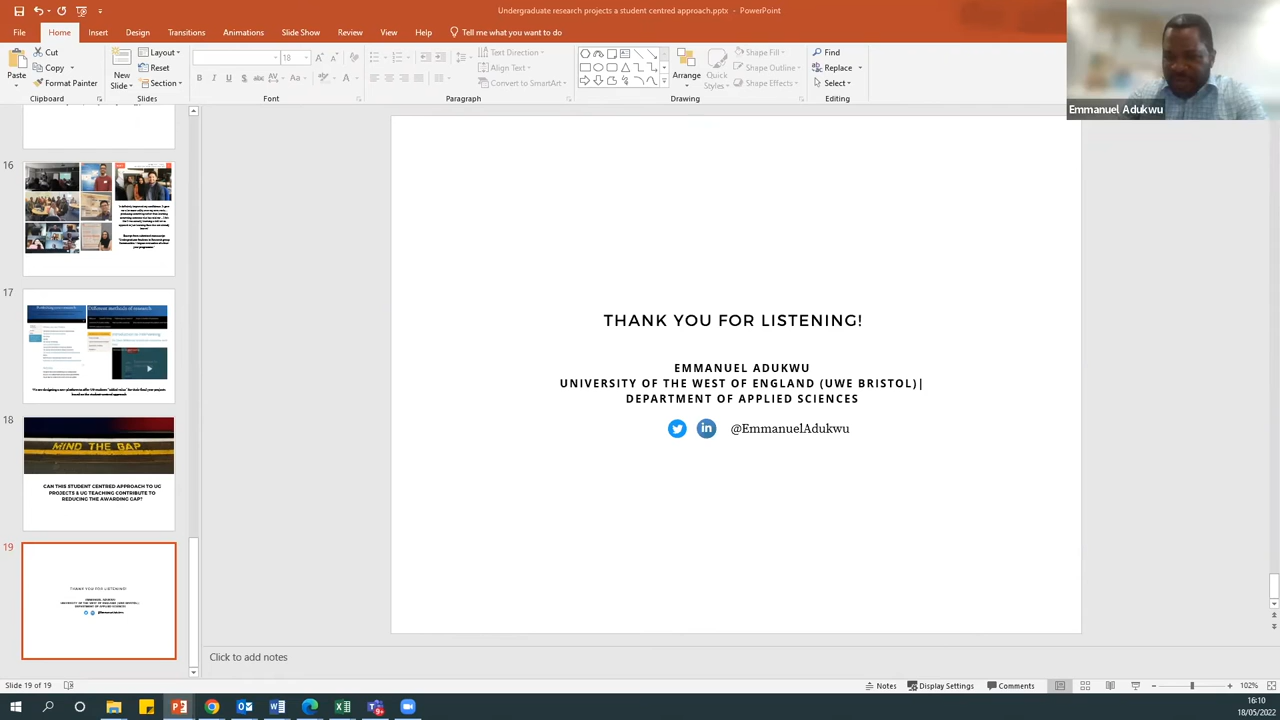 Undergraduate research projects a student centred approach.pptx - PowerPoint
File Home Insert Design Transitions Animations Slide Show Review View Help Tell me what you want to do
Paste
Cut
Copy
Format Painter
Clipboard
New Slide
Layout
Reset
Section
Slides
18
Font
Text Direction
Align Text
Convert to SmartArt
Paragraph
Arrange
Quick Styles
Shape Fill
Shape Outline
Shape Effects
Drawing
Find
Replace
Select
Editing
Emmanuel Adukwu
16
17
Different methods of research
18
MIND THE GAP
CAN THIS STUDENT CENTRED APPROACH TO UG
PROJECTS & UG TEACHING CONTRIBUTE TO
REDUCING THE AWARDING GAP?
19
THANK YOU FOR LISTENING!
EMMANUEL ADUKWU
UNIVERSITY OF THE WEST OF ENGLAND (UWE BRISTOL)|
DEPARTMENT OF APPLIED SCIENCES
@EmmanuelAdukwu
Click to add notes
Slide 19 of 19
Notes Display Settings Comments 102%
16:10
18/05/2022